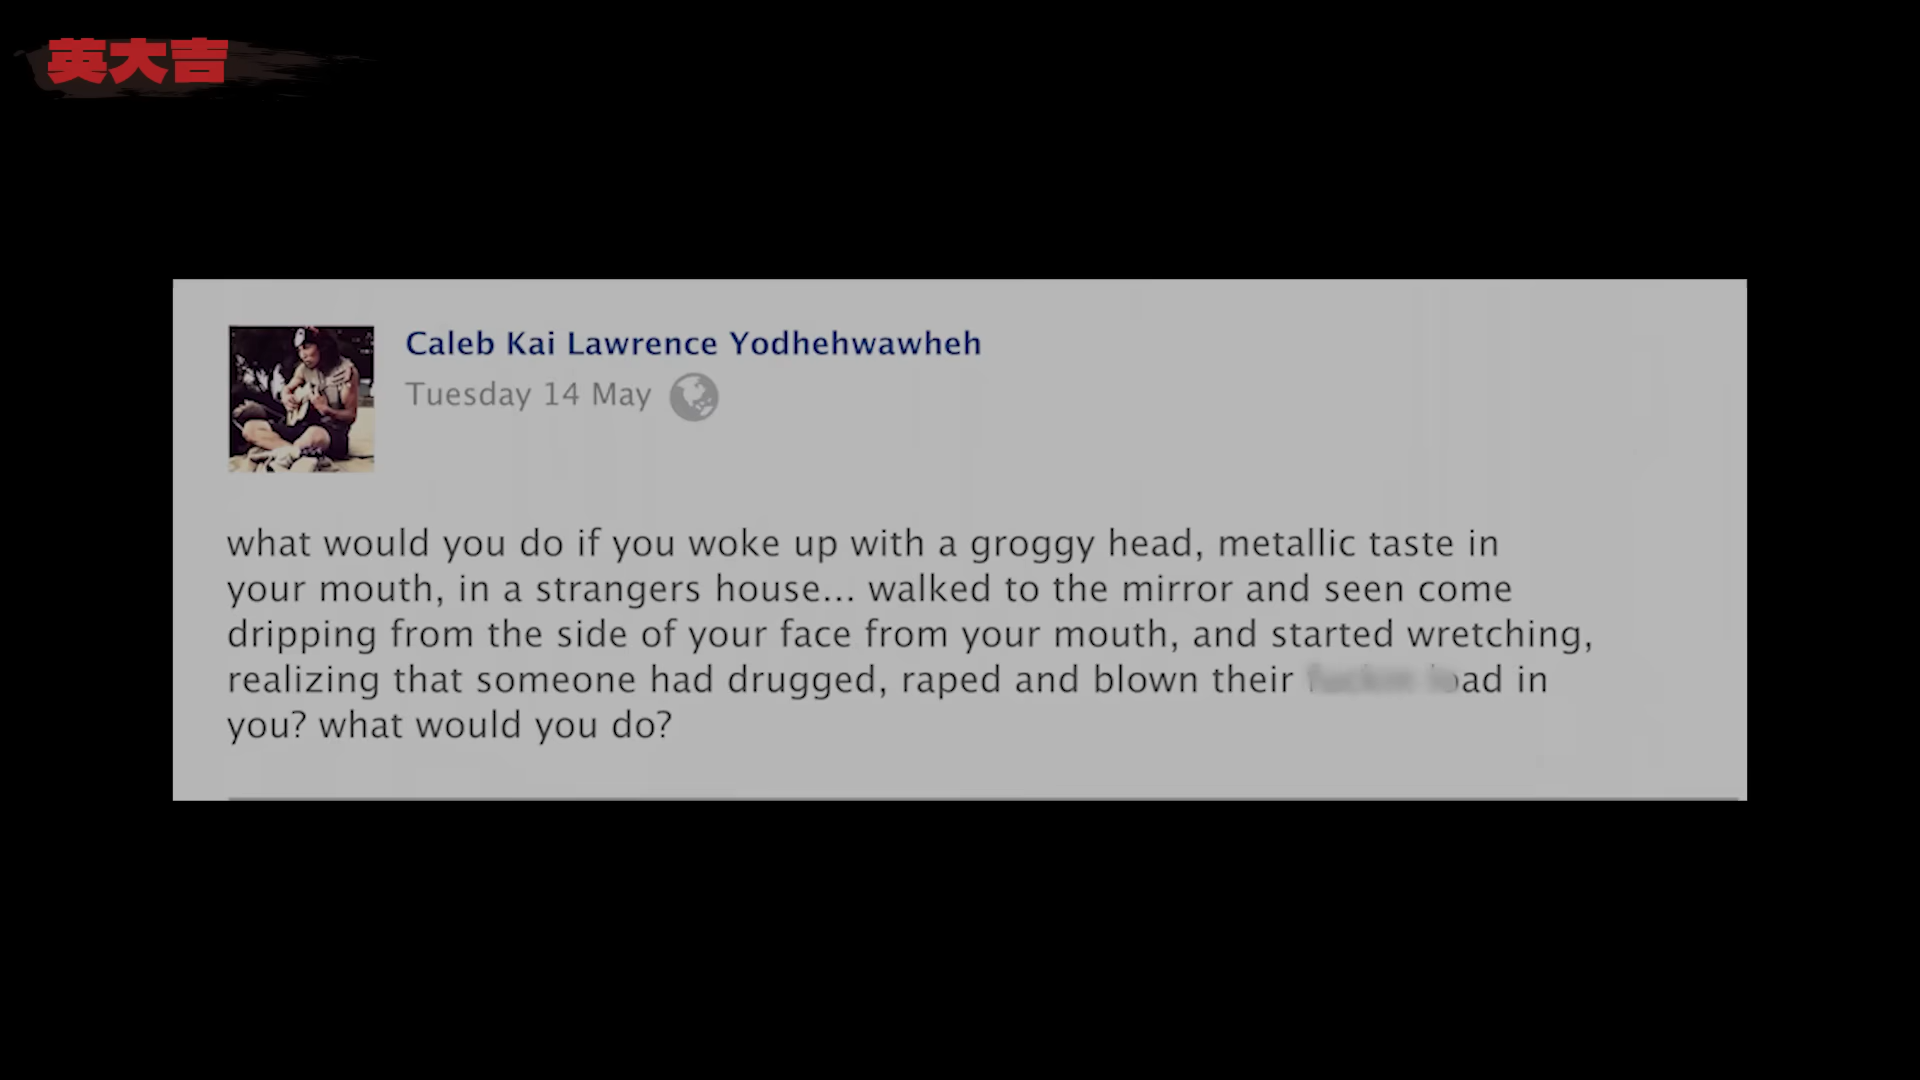 英大吉
Caleb Kai Lawrence Yodhehwawheh
Tuesday 14 May
what would you do if you woke up with a groggy head, metallic taste in
your mouth, in a strangers house... walked to the mirror and seen come
dripping from the side of your face from your mouth, and started wretching,
realizing that someone had drugged, raped and blown their in
you? what would you do?